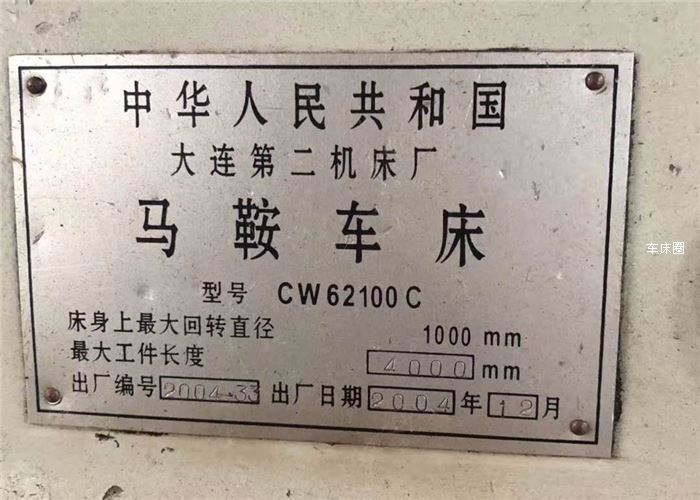 中华人民共和国
大连第二机床厂
马鞍车床
型号 CW62100C
床身上最大回转直径 1000 mm
最大工件长度 4000 mm
出厂编号 2004.33 出厂日期 2004 年 12 月
车床圈